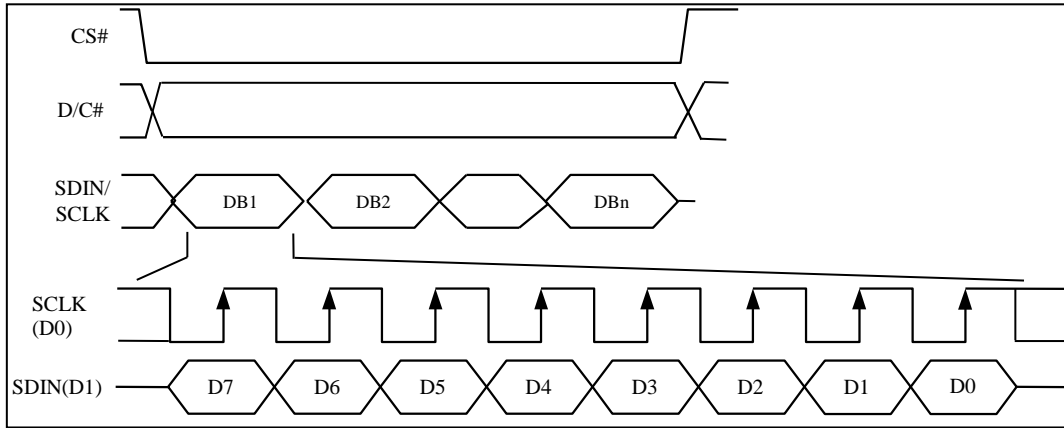 CS#
D/C#
SDIN/
SCLK
DB1 DB2 DBn
SCLK
(D0)
SDIN(D1) D7 D6 D5 D4 D3 D2 D1 D0